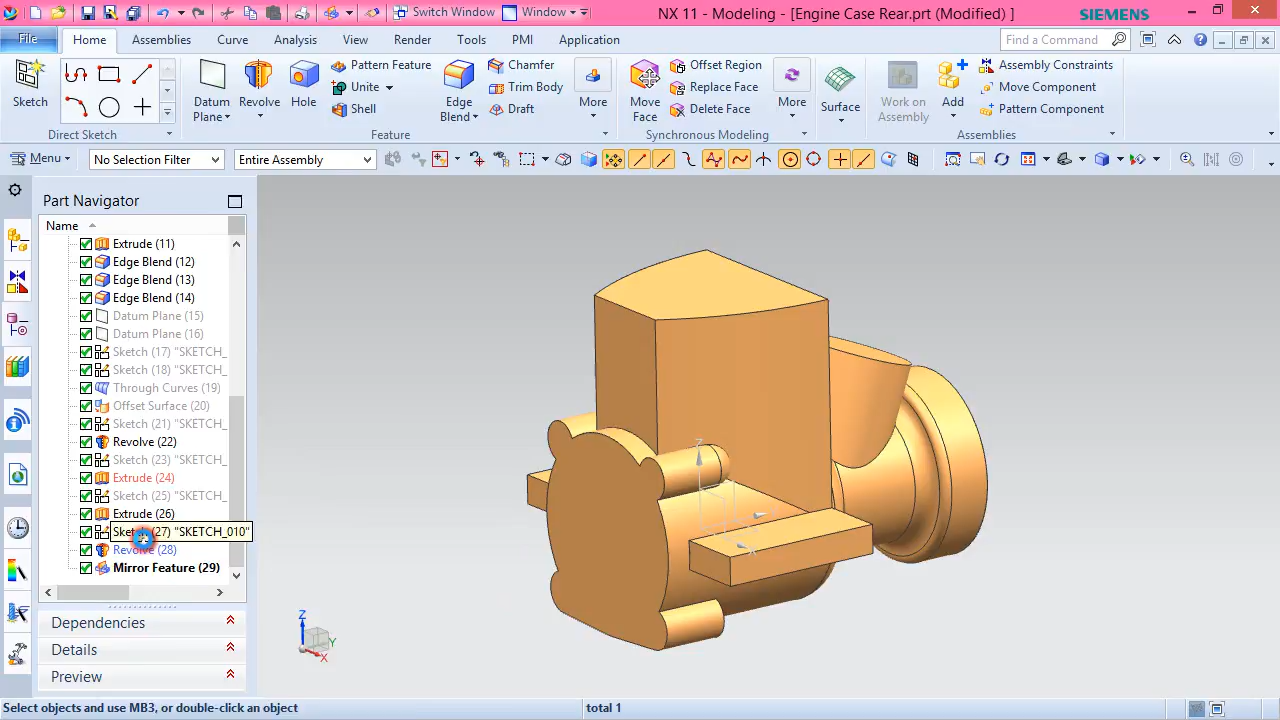 Switch Window
Window
NX 11 - Modeling - [Engine Case Rear.prt (Modified) ]
SIEMENS
File
Home
Assemblies
Curve
Analysis
View
Render
Tools
PMI
Application
Find a Command
Sketch
Direct Sketch
Datum
Plane
Revolve
Hole
Pattern Feature
Unite
Shell
Edge
Blend
Chamfer
Trim Body
Draft
More
Feature
Move
Face
Offset Region
Replace Face
Delete Face
More
Synchronous Modeling
Surface
Work on
Assembly
Add
Assembly Constraints
Move Component
Pattern Component
Assemblies
Menu
No Selection Filter
Entire Assembly
Part Navigator
Name
Extrude (11)
Edge Blend (12)
Edge Blend (13)
Edge Blend (14)
Datum Plane (15)
Datum Plane (16)
Sketch (17) "SKETCH_
Sketch (18) "SKETCH_
Through Curves (19)
Offset Surface (20)
Sketch (21) "SKETCH_
Revolve (22)
Sketch (23) "SKETCH_
Extrude (24)
Sketch (25) "SKETCH_
Extrude (26)
Sketch (27) "SKETCH_010"
Revolve (28)
Mirror Feature (29)
Dependencies
Details
Preview
Z
Y
X
Z
X
Select objects and use MB3, or double-click an object
total 1